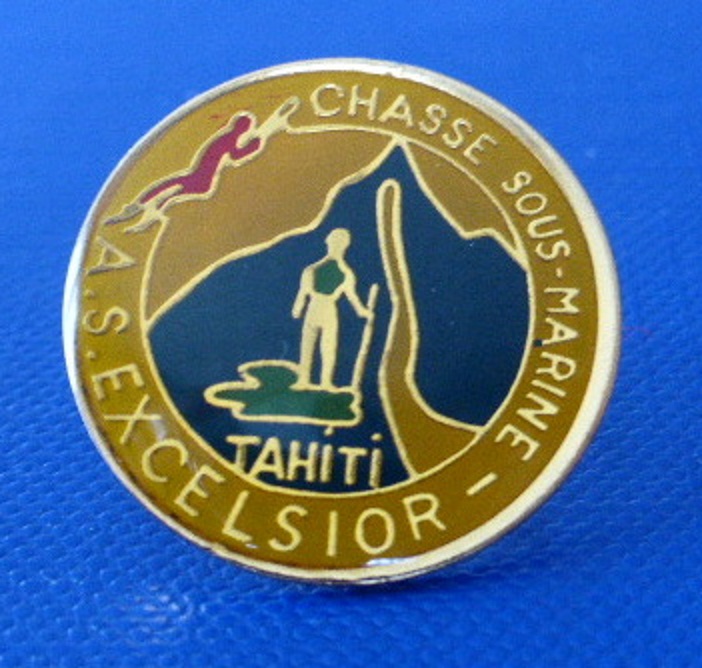 CHASSE SOUS-MARINE -
A.S. EXCELSIOR
TAHITI